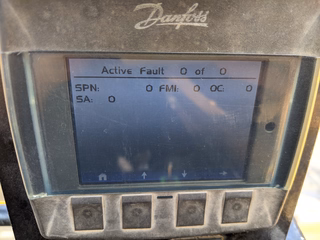 Danfoss
Active Fault 0 of 0
SPN: 0 FMI: 0 OC: 0
SA: 0